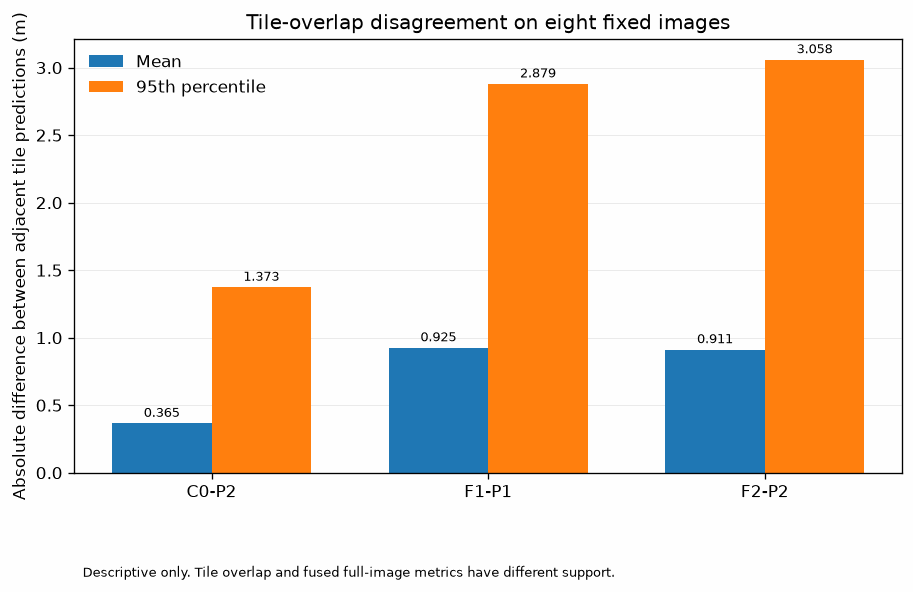 Tile-overlap disagreement on eight fixed images
Absolute difference between adjacent tile predictions (m)
Mean
95th percentile
3.0
2.5
2.0
1.5
1.0
0.5
0.0
0.365
1.373
0.925
2.879
0.911
3.058
C0-P2
F1-P1
F2-P2
Descriptive only. Tile overlap and fused full-image metrics have different support.